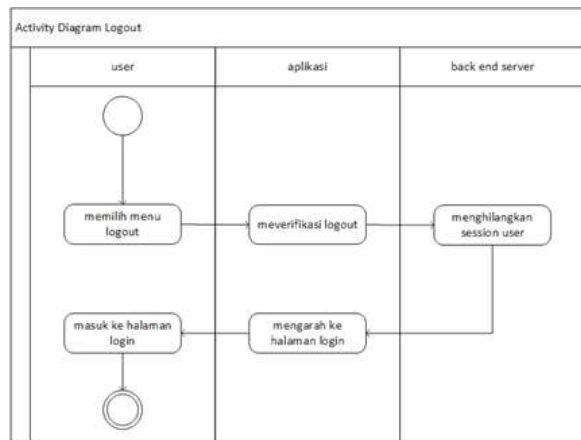 Activity Diagram Logout
user
aplikasi
back end server
memilih menu
logout
meverifikasi logout
menghilangkan
session user
masuk ke halaman
login
mengarah ke
halaman login